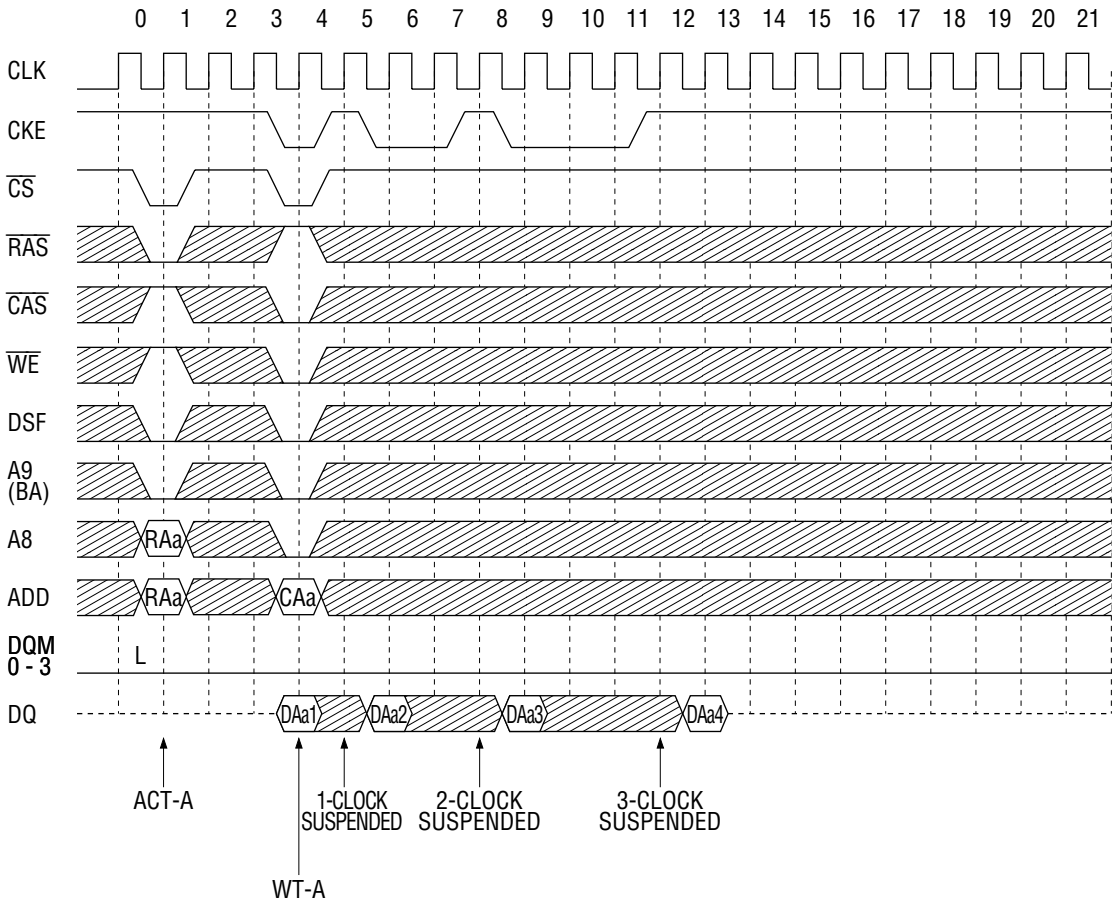 0 1 2 3 4 5 6 7 8 9 10 11 12 13 14 15 16 17 18 19 20 21
CLK
CKE
CS
RAS
CAS
WE
DSF
A9
(BA)
A8 RAa
ADD RAa CAa
DQM
0 - 3 L
DQ DAa1 DAa2 DAa3 DAa4
ACT-A 1-CLOCK 2-CLOCK 3-CLOCK
SUSPENDED SUSPENDED SUSPENDED
WT-A